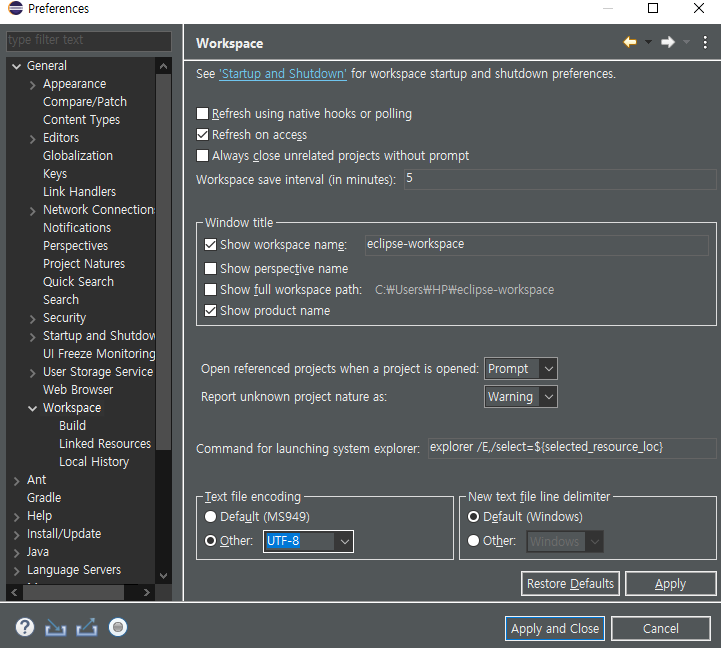 Preferences
type filter text
General
Appearance
Compare/Patch
Content Types
Editors
Globalization
Keys
Link Handlers
Network Connection
Notifications
Perspectives
Project Natures
Quick Search
Search
Security
Startup and Shutdow
UI Freeze Monitoring
User Storage Service
Web Browser
Workspace
Build
Linked Resources
Local History
Ant
Gradle
Help
Install/Update
Java
Language Servers
Workspace
See 'Startup and Shutdown' for workspace startup and shutdown preferences.
Refresh using native hooks or polling
Refresh on access
Always close unrelated projects without prompt
Workspace save interval (in minutes): 5
Window title
Show workspace name: eclipse-workspace
Show perspective name
Show full workspace path: C:₩Users₩HP₩eclipse-workspace
Show product name
Open referenced projects when a project is opened: Prompt
Report unknown project nature as: Warning
Command for launching system explorer: explorer /E,/select=${selected_resource_loc}
Text file encoding
Default (MS949)
Other: UTF-8
New text file line delimiter
Default (Windows)
Other: Windows
Restore Defaults Apply
Apply and Close Cancel